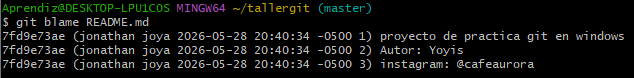 Aprendiz@DESKTOP-LPU1COS MINGW64 ~/tallergit (master)
$ git blame README.md
7fd9e73ae (jonathan joya 2026-05-28 20:40:34 -0500 1) proyecto de practica git en windows
7fd9e73ae (jonathan joya 2026-05-28 20:40:34 -0500 2) Autor: Yoyis
7fd9e73ae (jonathan joya 2026-05-28 20:40:34 -0500 3) instagram: @cafeaurora